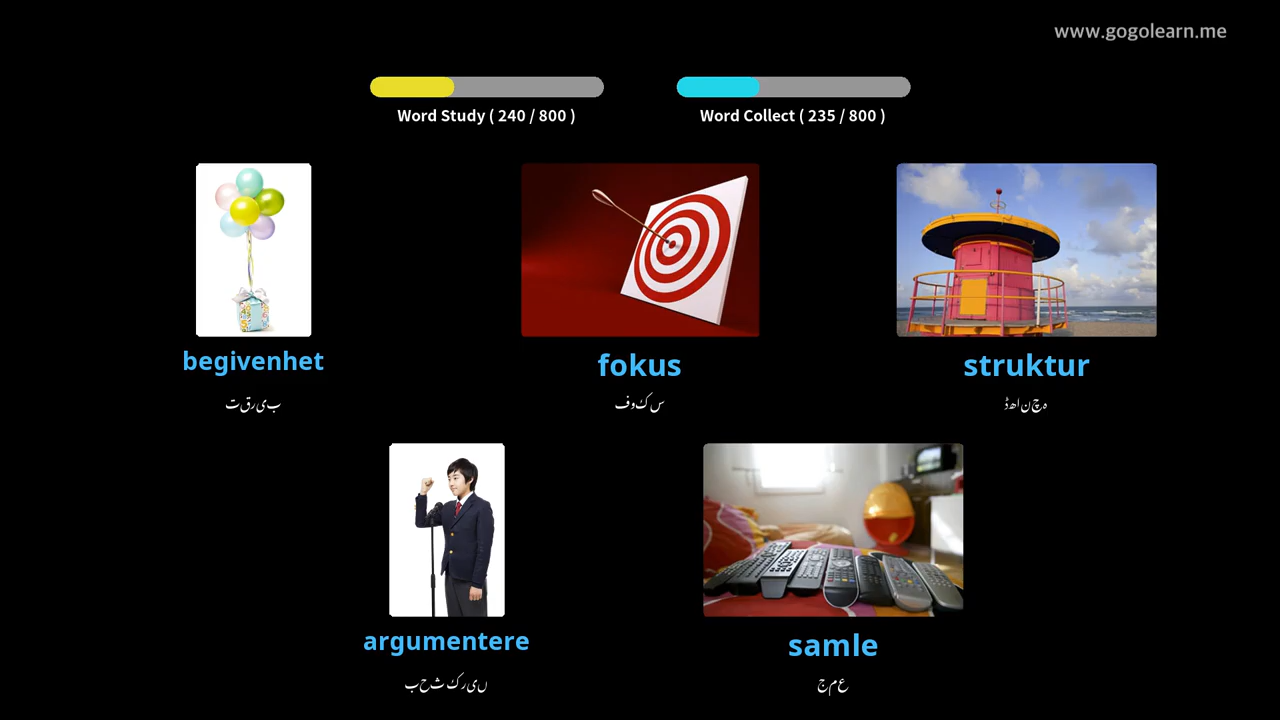 www.gogolearn.me
Word Study ( 240 / 800 )
Word Collect ( 235 / 800 )
begivenhet
fokus
struktur
تقریب
فوکس
ڈھانچہ
argumentere
samle
بحث کریں
جمع